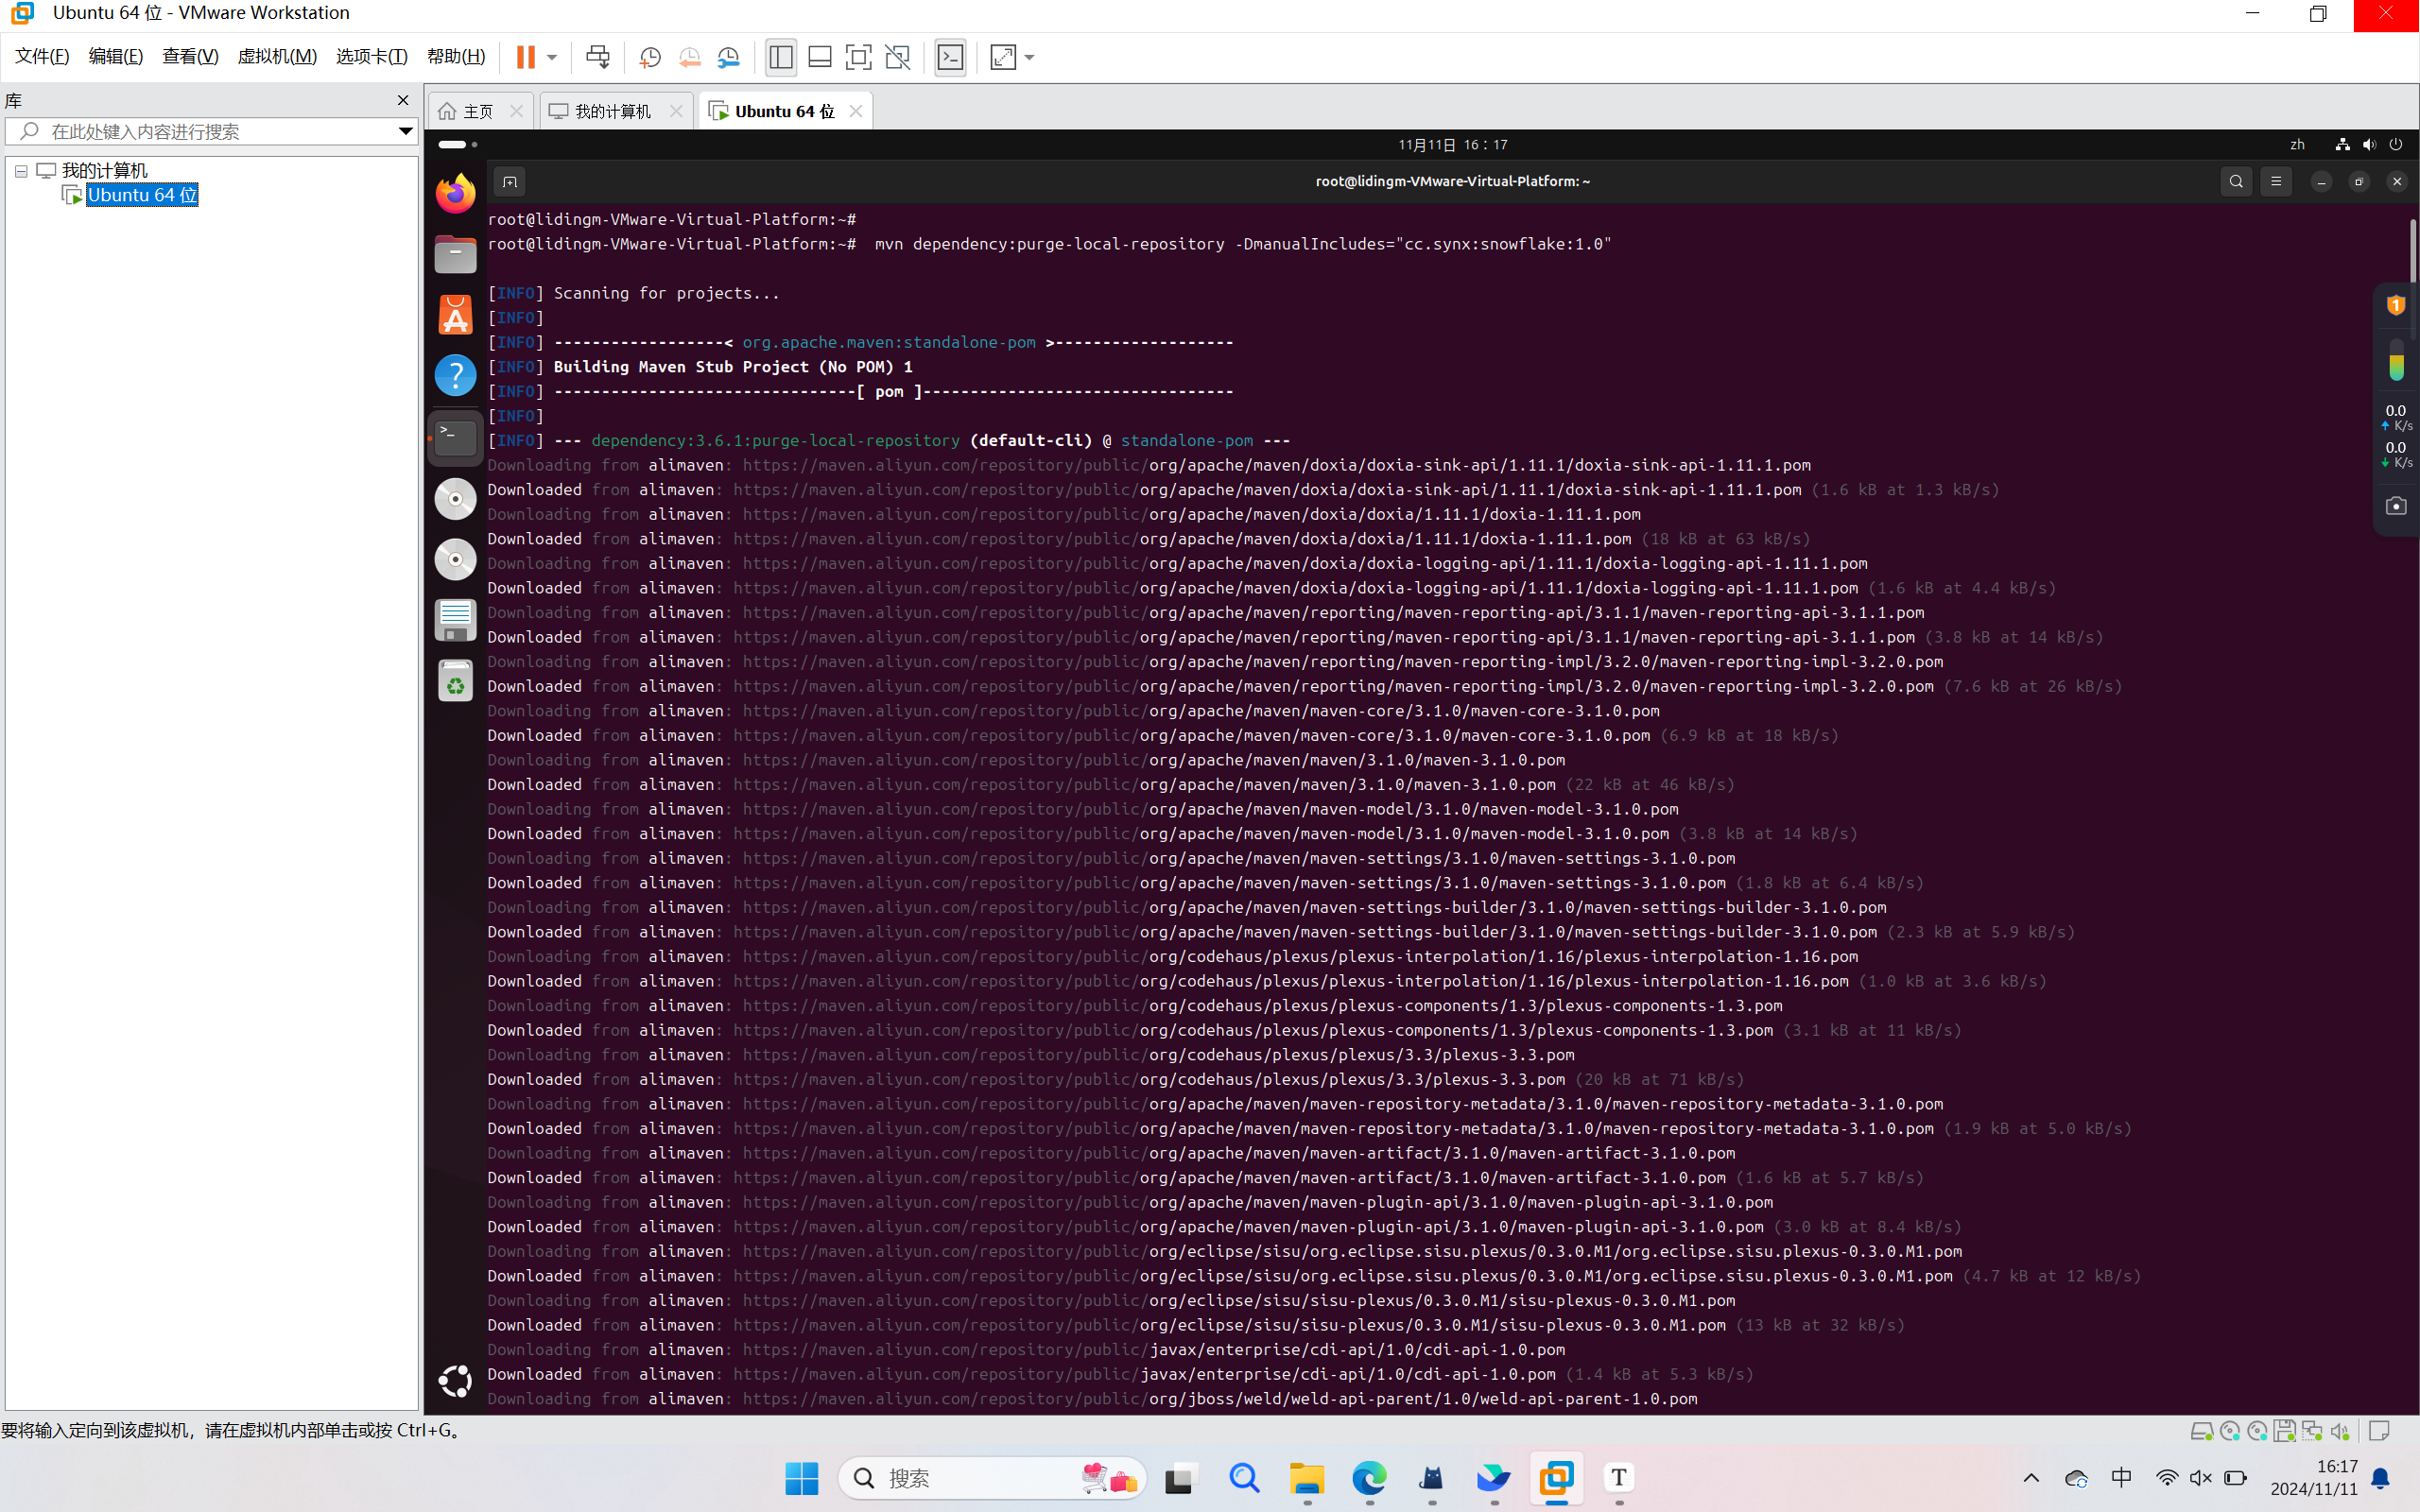 Ubuntu 64 位 - VMware Workstation
文件(F) 编辑(E) 查看(V) 虚拟机(M) 选项卡(T) 帮助(H)
库
在此处键入内容进行搜索
我的计算机
Ubuntu 64 位
主页 我的计算机 Ubuntu 64 位
11月11日 16：17 zh
root@lidingm-VMware-Virtual-Platform: ~
root@lidingm-VMware-Virtual-Platform:~#
root@lidingm-VMware-Virtual-Platform:~#  mvn dependency:purge-local-repository -DmanualIncludes="cc.synx:snowflake:1.0"
[INFO] Scanning for projects...
[INFO]
[INFO] ------------------< org.apache.maven:standalone-pom >-------------------
[INFO] Building Maven Stub Project (No POM) 1
[INFO] --------------------------------[ pom ]---------------------------------
[INFO]
[INFO] --- dependency:3.6.1:purge-local-repository (default-cli) @ standalone-pom ---
Downloading from alimaven: https://maven.aliyun.com/repository/public/org/apache/maven/doxia/doxia-sink-api/1.11.1/doxia-sink-api-1.11.1.pom
Downloaded from alimaven: https://maven.aliyun.com/repository/public/org/apache/maven/doxia/doxia-sink-api/1.11.1/doxia-sink-api-1.11.1.pom (1.6 kB at 1.3 kB/s)
Downloading from alimaven: https://maven.aliyun.com/repository/public/org/apache/maven/doxia/doxia/1.11.1/doxia-1.11.1.pom
Downloaded from alimaven: https://maven.aliyun.com/repository/public/org/apache/maven/doxia/doxia/1.11.1/doxia-1.11.1.pom (18 kB at 63 kB/s)
Downloading from alimaven: https://maven.aliyun.com/repository/public/org/apache/maven/doxia/doxia-logging-api/1.11.1/doxia-logging-api-1.11.1.pom
Downloaded from alimaven: https://maven.aliyun.com/repository/public/org/apache/maven/doxia/doxia-logging-api/1.11.1/doxia-logging-api-1.11.1.pom (1.6 kB at 4.4 kB/s)
Downloading from alimaven: https://maven.aliyun.com/repository/public/org/apache/maven/reporting/maven-reporting-api/3.1.1/maven-reporting-api-3.1.1.pom
Downloaded from alimaven: https://maven.aliyun.com/repository/public/org/apache/maven/reporting/maven-reporting-api/3.1.1/maven-reporting-api-3.1.1.pom (3.8 kB at 14 kB/s)
Downloading from alimaven: https://maven.aliyun.com/repository/public/org/apache/maven/reporting/maven-reporting-impl/3.2.0/maven-reporting-impl-3.2.0.pom
Downloaded from alimaven: https://maven.aliyun.com/repository/public/org/apache/maven/reporting/maven-reporting-impl/3.2.0/maven-reporting-impl-3.2.0.pom (7.6 kB at 26 kB/s)
Downloading from alimaven: https://maven.aliyun.com/repository/public/org/apache/maven/maven-core/3.1.0/maven-core-3.1.0.pom
Downloaded from alimaven: https://maven.aliyun.com/repository/public/org/apache/maven/maven-core/3.1.0/maven-core-3.1.0.pom (6.9 kB at 18 kB/s)
Downloading from alimaven: https://maven.aliyun.com/repository/public/org/apache/maven/maven/3.1.0/maven-3.1.0.pom
Downloaded from alimaven: https://maven.aliyun.com/repository/public/org/apache/maven/maven/3.1.0/maven-3.1.0.pom (22 kB at 46 kB/s)
Downloading from alimaven: https://maven.aliyun.com/repository/public/org/apache/maven/maven-model/3.1.0/maven-model-3.1.0.pom
Downloaded from alimaven: https://maven.aliyun.com/repository/public/org/apache/maven/maven-model/3.1.0/maven-model-3.1.0.pom (3.8 kB at 14 kB/s)
Downloading from alimaven: https://maven.aliyun.com/repository/public/org/apache/maven/maven-settings/3.1.0/maven-settings-3.1.0.pom
Downloaded from alimaven: https://maven.aliyun.com/repository/public/org/apache/maven/maven-settings/3.1.0/maven-settings-3.1.0.pom (1.8 kB at 6.4 kB/s)
Downloading from alimaven: https://maven.aliyun.com/repository/public/org/apache/maven/maven-settings-builder/3.1.0/maven-settings-builder-3.1.0.pom
Downloaded from alimaven: https://maven.aliyun.com/repository/public/org/apache/maven/maven-settings-builder/3.1.0/maven-settings-builder-3.1.0.pom (2.3 kB at 5.9 kB/s)
Downloading from alimaven: https://maven.aliyun.com/repository/public/org/codehaus/plexus/plexus-interpolation/1.16/plexus-interpolation-1.16.pom
Downloaded from alimaven: https://maven.aliyun.com/repository/public/org/codehaus/plexus/plexus-interpolation/1.16/plexus-interpolation-1.16.pom (1.0 kB at 3.6 kB/s)
Downloading from alimaven: https://maven.aliyun.com/repository/public/org/codehaus/plexus/plexus-components/1.3/plexus-components-1.3.pom
Downloaded from alimaven: https://maven.aliyun.com/repository/public/org/codehaus/plexus/plexus-components/1.3/plexus-components-1.3.pom (3.1 kB at 11 kB/s)
Downloading from alimaven: https://maven.aliyun.com/repository/public/org/codehaus/plexus/plexus/3.3/plexus-3.3.pom
Downloaded from alimaven: https://maven.aliyun.com/repository/public/org/codehaus/plexus/plexus/3.3/plexus-3.3.pom (20 kB at 71 kB/s)
Downloading from alimaven: https://maven.aliyun.com/repository/public/org/apache/maven/maven-repository-metadata/3.1.0/maven-repository-metadata-3.1.0.pom
Downloaded from alimaven: https://maven.aliyun.com/repository/public/org/apache/maven/maven-repository-metadata/3.1.0/maven-repository-metadata-3.1.0.pom (1.9 kB at 5.0 kB/s)
Downloading from alimaven: https://maven.aliyun.com/repository/public/org/apache/maven/maven-artifact/3.1.0/maven-artifact-3.1.0.pom
Downloaded from alimaven: https://maven.aliyun.com/repository/public/org/apache/maven/maven-artifact/3.1.0/maven-artifact-3.1.0.pom (1.6 kB at 5.7 kB/s)
Downloading from alimaven: https://maven.aliyun.com/repository/public/org/apache/maven/maven-plugin-api/3.1.0/maven-plugin-api-3.1.0.pom
Downloaded from alimaven: https://maven.aliyun.com/repository/public/org/apache/maven/maven-plugin-api/3.1.0/maven-plugin-api-3.1.0.pom (3.0 kB at 8.4 kB/s)
Downloading from alimaven: https://maven.aliyun.com/repository/public/org/eclipse/sisu/org.eclipse.sisu.plexus/0.3.0.M1/org.eclipse.sisu.plexus-0.3.0.M1.pom
Downloaded from alimaven: https://maven.aliyun.com/repository/public/org/eclipse/sisu/org.eclipse.sisu.plexus/0.3.0.M1/org.eclipse.sisu.plexus-0.3.0.M1.pom (4.7 kB at 12 kB/s)
Downloading from alimaven: https://maven.aliyun.com/repository/public/org/eclipse/sisu/sisu-plexus/0.3.0.M1/sisu-plexus-0.3.0.M1.pom
Downloaded from alimaven: https://maven.aliyun.com/repository/public/org/eclipse/sisu/sisu-plexus/0.3.0.M1/sisu-plexus-0.3.0.M1.pom (13 kB at 32 kB/s)
Downloading from alimaven: https://maven.aliyun.com/repository/public/javax/enterprise/cdi-api/1.0/cdi-api-1.0.pom
Downloaded from alimaven: https://maven.aliyun.com/repository/public/javax/enterprise/cdi-api/1.0/cdi-api-1.0.pom (1.4 kB at 5.3 kB/s)
Downloading from alimaven: https://maven.aliyun.com/repository/public/org/jboss/weld/weld-api-parent/1.0/weld-api-parent-1.0.pom
1
0.0
K/s
0.0
K/s
要将输入定向到该虚拟机，请在虚拟机内部单击或按 Ctrl+G。
搜索
T
中
16:17
2024/11/11